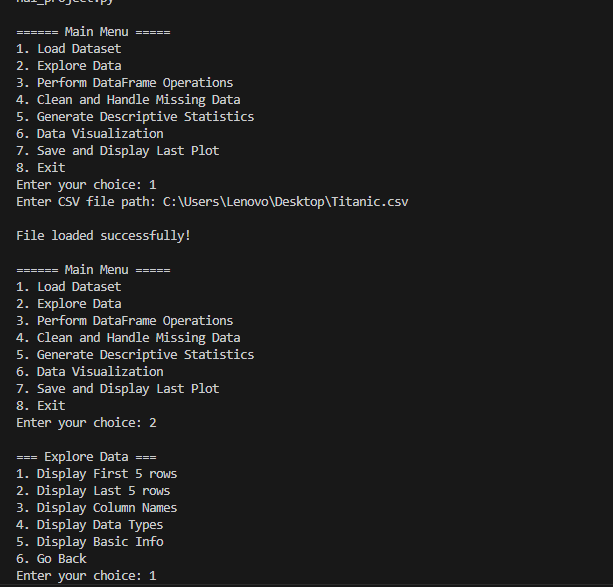 ====== Main Menu =====
1. Load Dataset
2. Explore Data
3. Perform DataFrame Operations
4. Clean and Handle Missing Data
5. Generate Descriptive Statistics
6. Data Visualization
7. Save and Display Last Plot
8. Exit
Enter your choice: 1
Enter CSV file path: C:\Users\Lenovo\Desktop\Titanic.csv
File loaded successfully!
====== Main Menu =====
1. Load Dataset
2. Explore Data
3. Perform DataFrame Operations
4. Clean and Handle Missing Data
5. Generate Descriptive Statistics
6. Data Visualization
7. Save and Display Last Plot
8. Exit
Enter your choice: 2
=== Explore Data ===
1. Display First 5 rows
2. Display Last 5 rows
3. Display Column Names
4. Display Data Types
5. Display Basic Info
6. Go Back
Enter your choice: 1